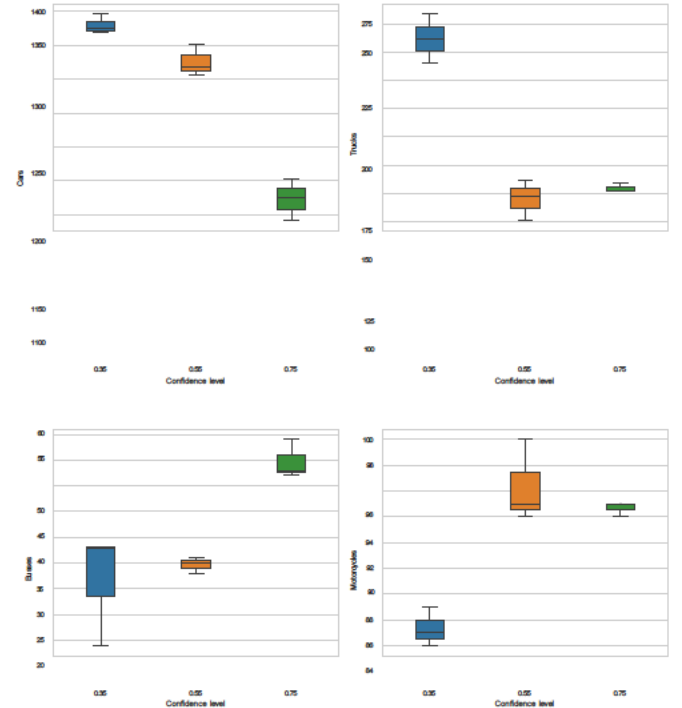 1400
1350
1300
1250
1200
1150
1100
Cars
0.35 0.55 0.75
Confidence level
275
250
225
200
175
150
125
100
Trucks
0.35 0.55 0.75
Confidence level
60
55
50
45
40
35
30
25
20
Busses
0.35 0.55 0.75
Confidence level
100
98
96
94
92
90
88
86
84
Motorcycles
0.35 0.55 0.75
Confidence level